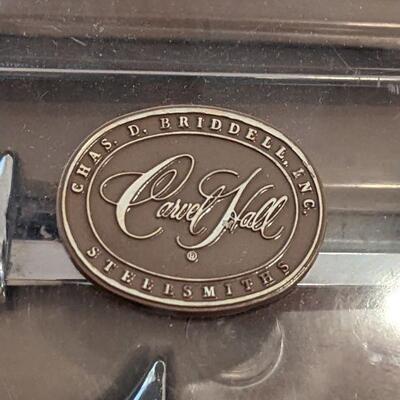 CHAS. D. BRIDDELL, INC.
Carvel Hall
®
STEELSMITHS